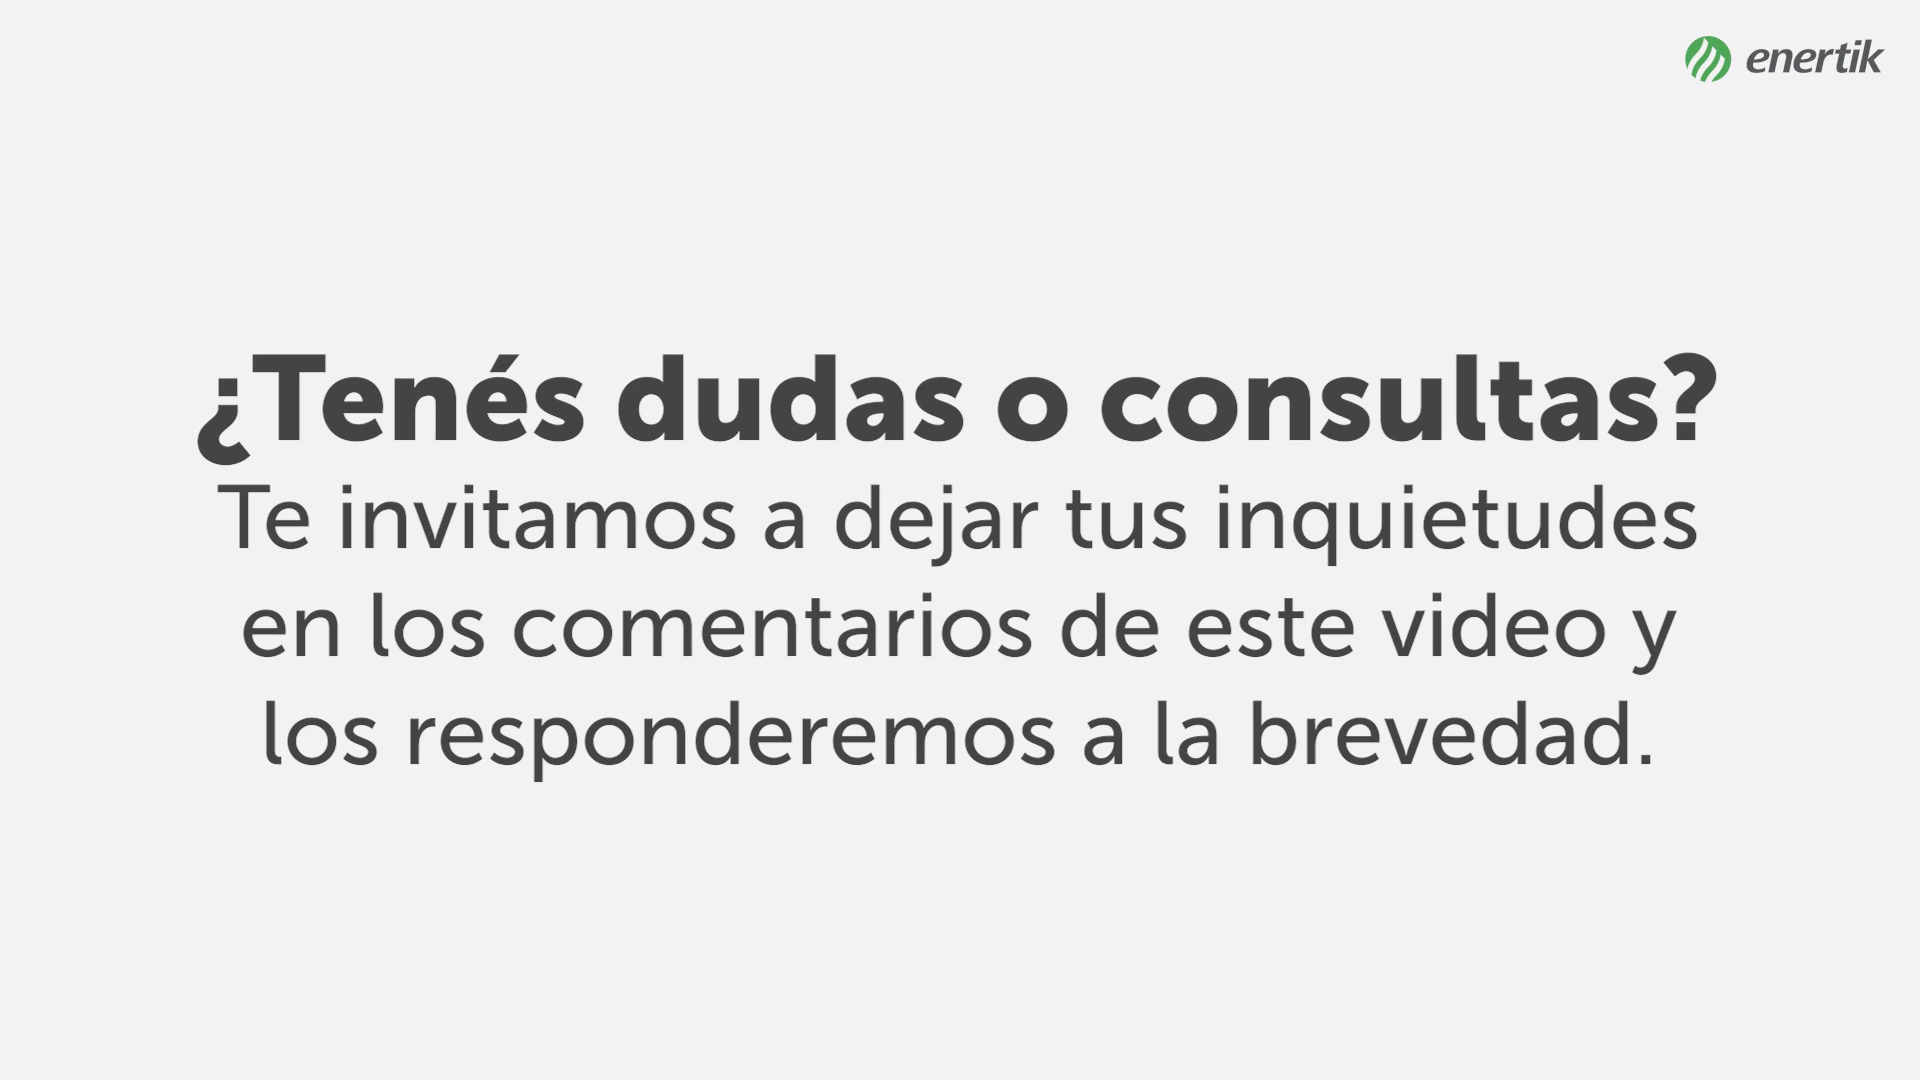 enertik
¿Tenés dudas o consultas?
Te invitamos a dejar tus inquietudes
en los comentarios de este video y
los responderemos a la brevedad.